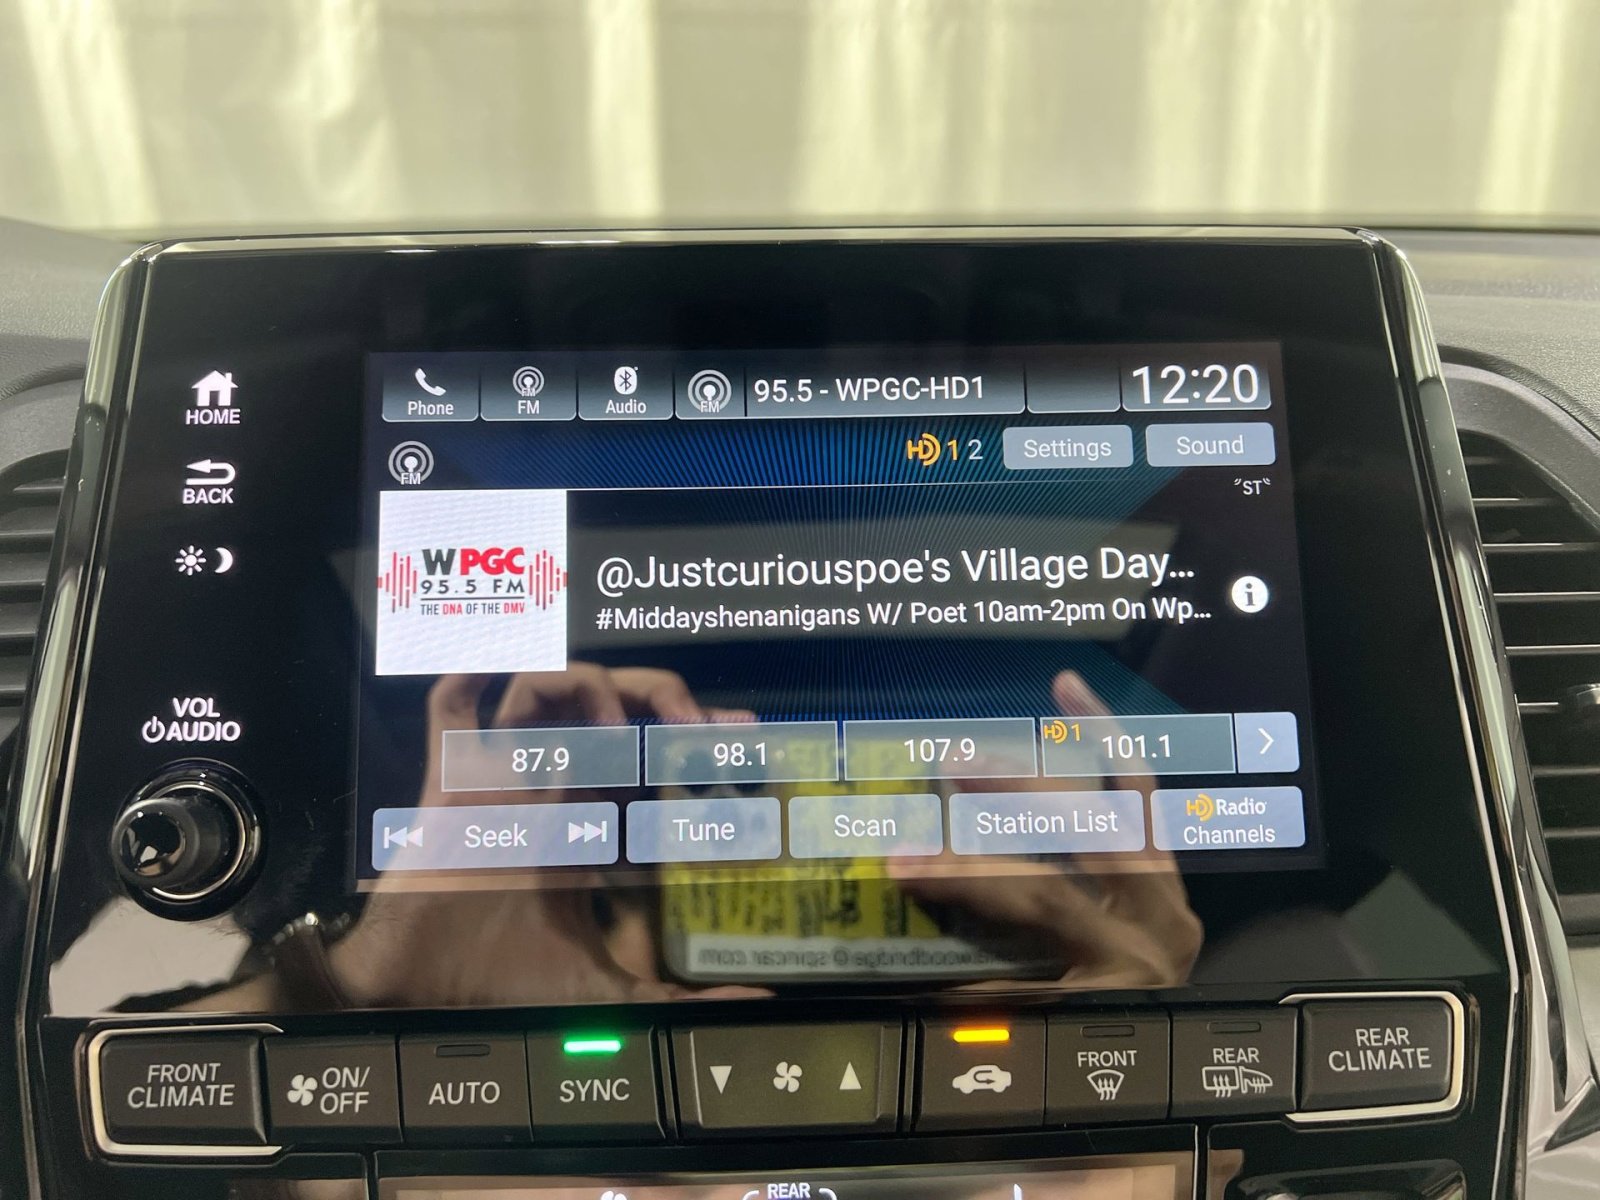 HOME
BACK
VOL
AUDIO
Phone
FM
FM
Audio
FM
95.5 - WPGC-HD1
12:20
FM
HD 1 2
Settings
Sound
"ST"
WPGC
95.5 FM
THE DNA OF THE DMV
@Justcuriouspoe's Village Day...
#Middayshenanigans W/ Poet 10am-2pm On Wp...
i
87.9
98.1
107.9
HD 1
101.1
Seek
Tune
Scan
Station List
HD Radio
Channels
FRONT
CLIMATE
ON/
OFF
AUTO
SYNC
FRONT
REAR
REAR
CLIMATE
REAR